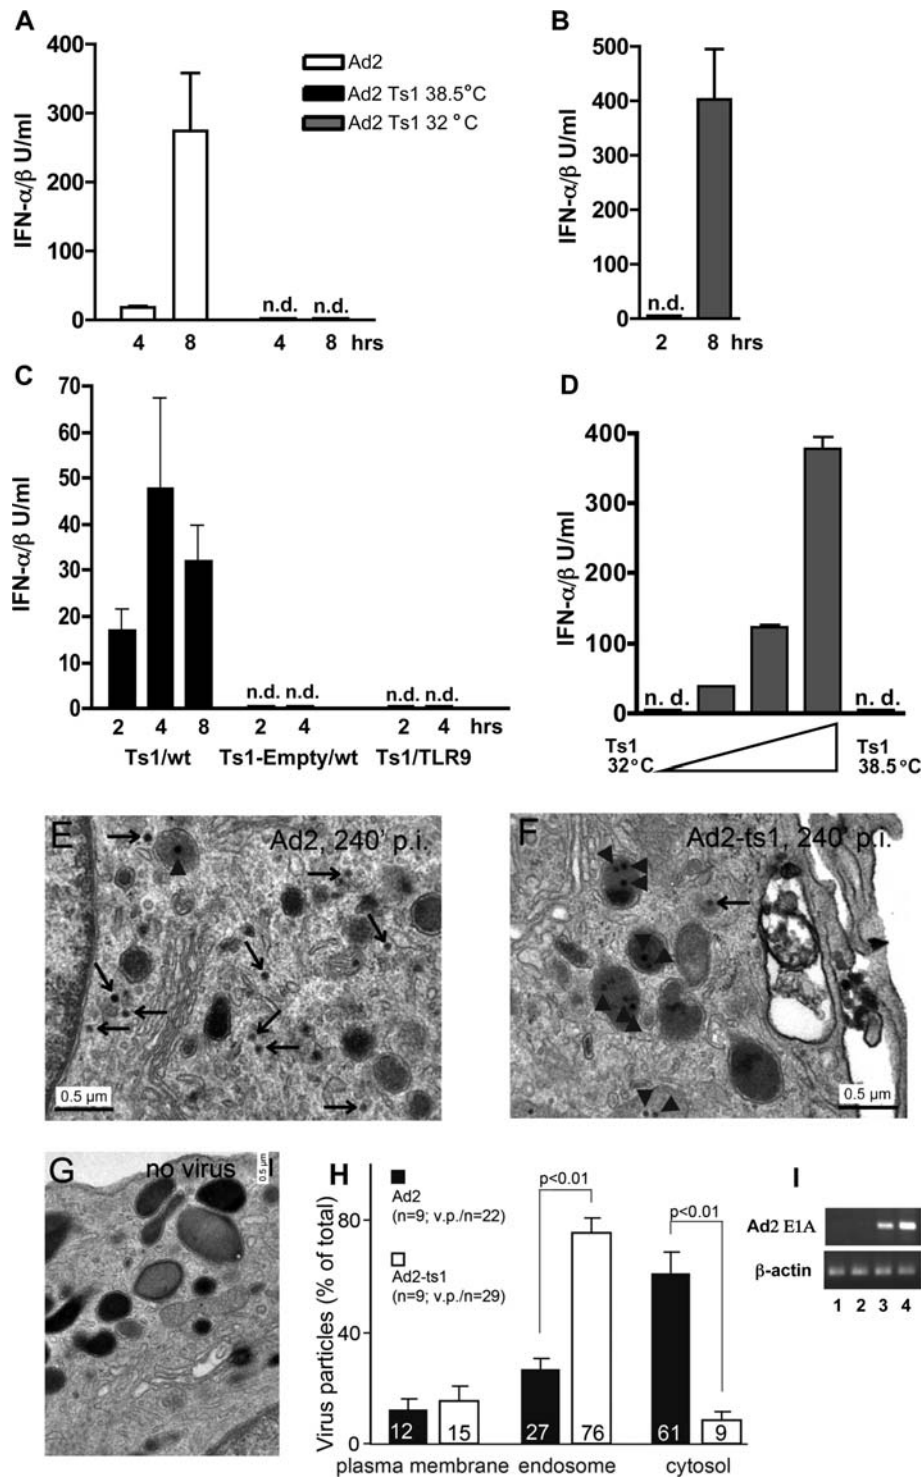 A
400
300
200
100
0
IFN-α/β U/ml
4 8 4 8 hrs
n.d. n.d.
Ad2
Ad2 Ts1 38.5°C
Ad2 Ts1 32 °C
B
500
400
300
200
100
0
IFN-α/β U/ml
n.d.
2 8 hrs
C
70
60
50
40
30
20
10
0
IFN-α/β U/ml
n.d. n.d. n.d. n.d.
2 4 8 2 4 2 4 hrs
Ts1/wt Ts1-Empty/wt Ts1/TLR9
D
400
300
200
100
0
IFN-α/β U/ml
n. d. n. d.
Ts1 Ts1
32°C 38.5°C
E Ad2, 240' p.i.
0.5 µm
F Ad2-ts1, 240' p.i.
0.5 µm
G no virus
0.5 µm
H
Virus particles (% of total)
80
40
0
Ad2
(n=9; v.p./n=22)
Ad2-ts1
(n=9; v.p./n=29)
p<0.01 p<0.01
12 15 27 76 61 9
plasma membrane endosome cytosol
I
Ad2 E1A
β-actin
1 2 3 4